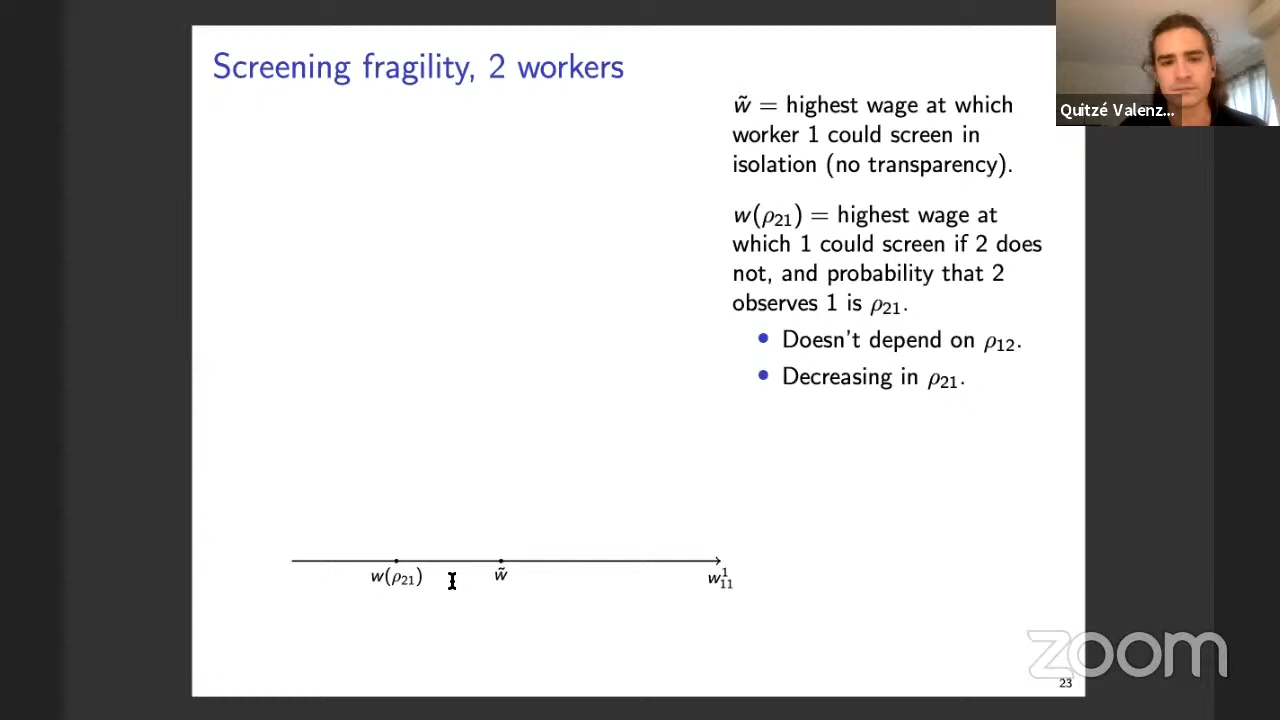 Screening fragility, 2 workers
w̃ = highest wage at which
worker 1 could screen in
isolation (no transparency).
w(ρ₂₁) = highest wage at
which 1 could screen if 2 does
not, and probability that 2
observes 1 is ρ₂₁.
• Doesn't depend on ρ₁₂.
• Decreasing in ρ₂₁.
w(ρ₂₁) w̃ w¹₁₁
23
Quitzé Valenz...
zoom